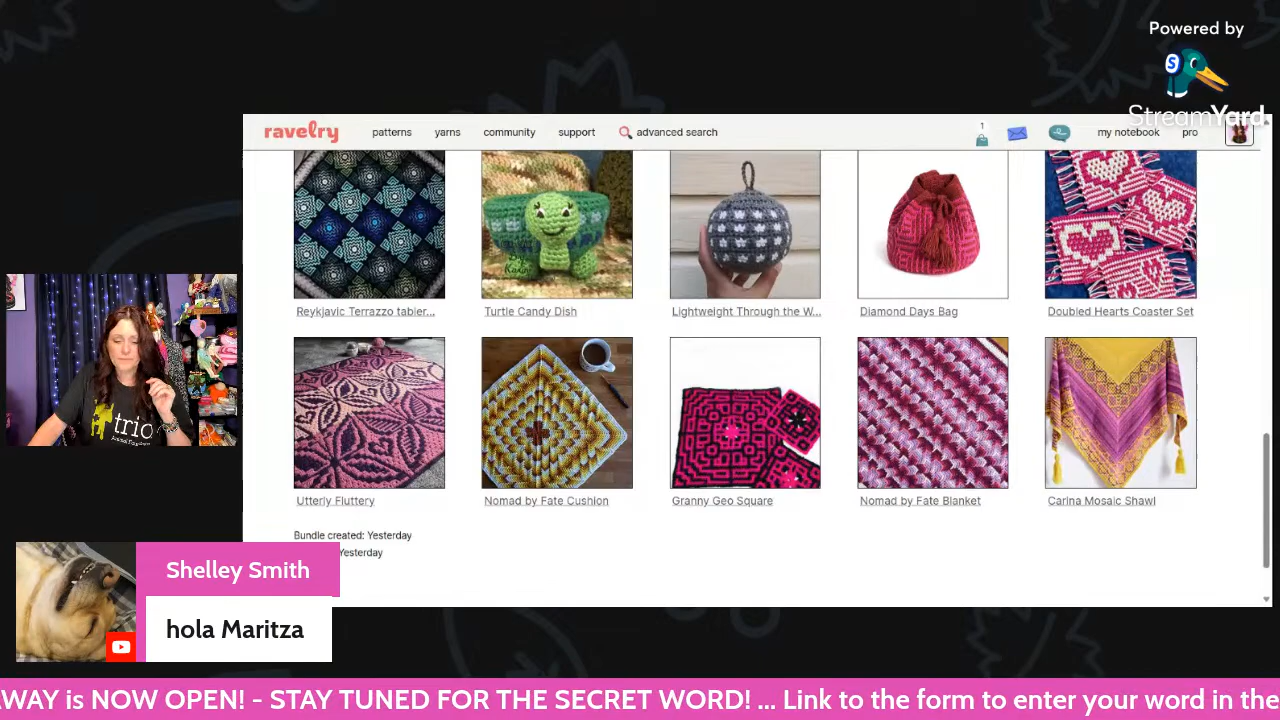 Powered by
StreamYard
ravelry patterns yarns community support advanced search 1 my notebook pro
Reykjavic Terrazzo tabler... Turtle Candy Dish Lightweight Through the W... Diamond Days Bag Doubled Hearts Coaster Set
Utterly Fluttery Nomad by Fate Cushion Granny Geo Square Nomad by Fate Blanket Carina Mosaic Shawl
Bundle created: Yesterday
Yesterday
trio
Shelley Smith
hola Maritza
AWAY is NOW OPEN! - STAY TUNED FOR THE SECRET WORD! ... Link to the form to enter your word in the